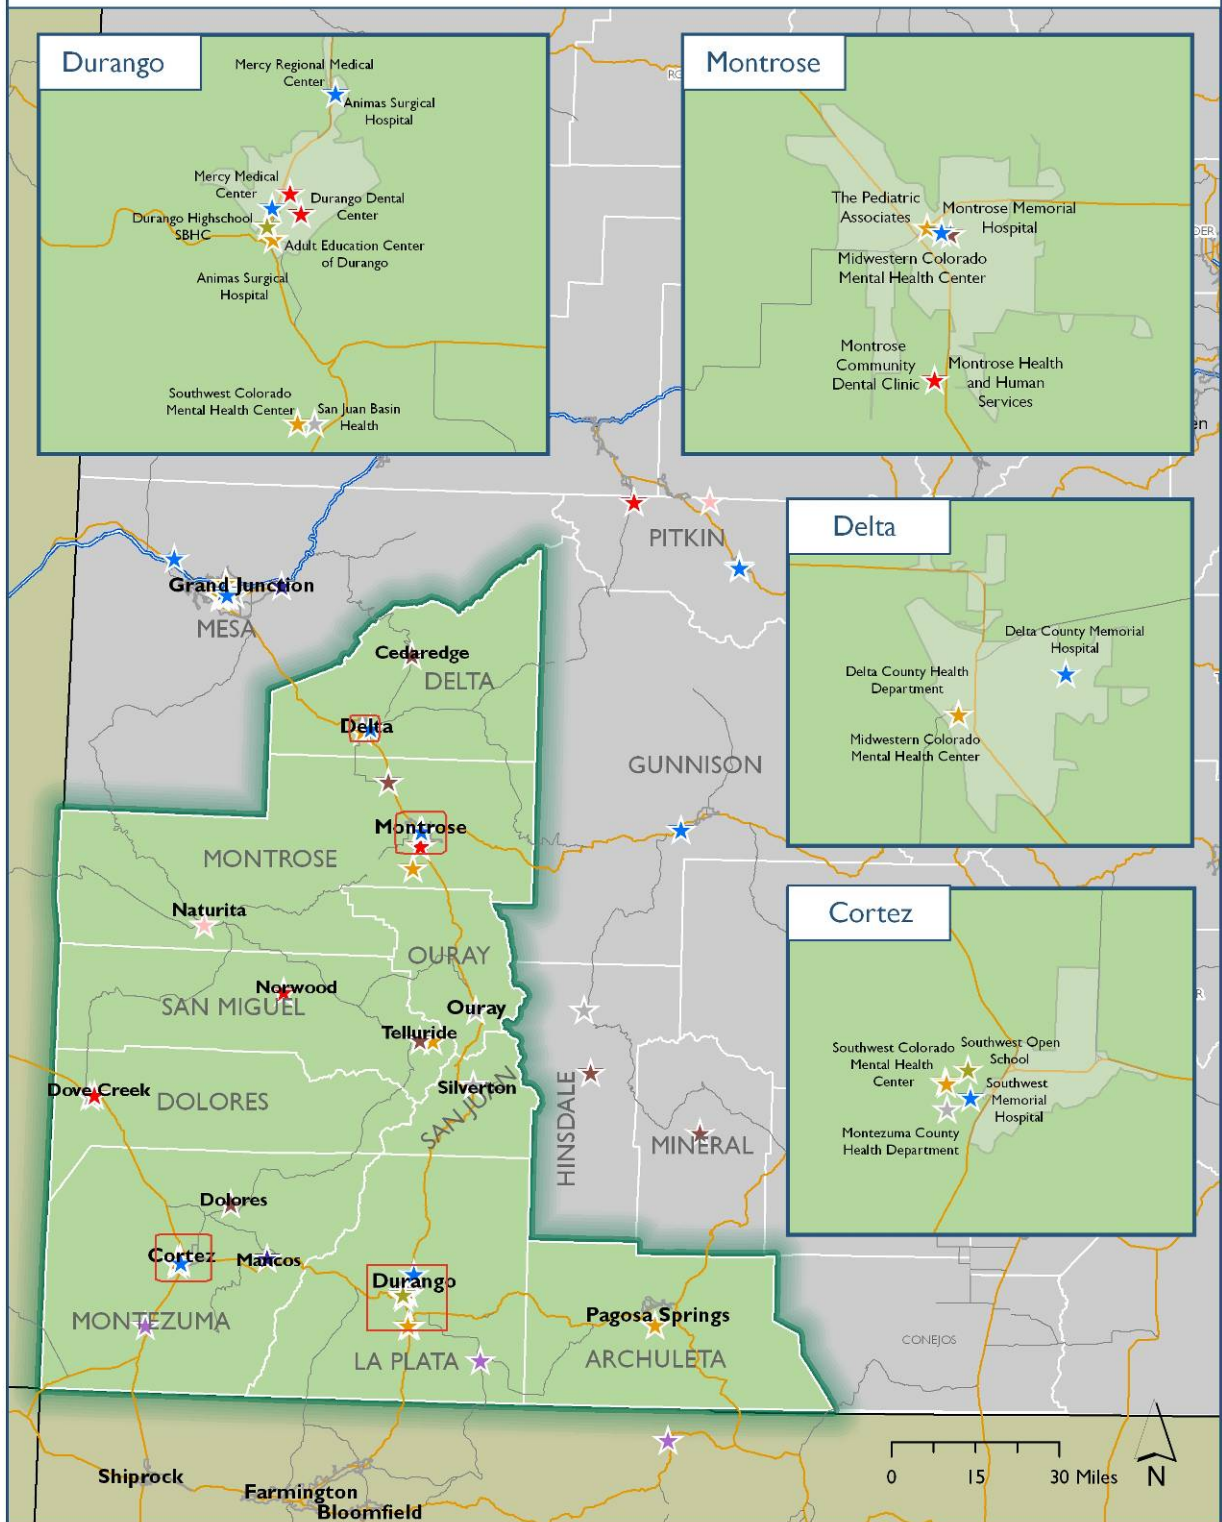 Durango
Mercy Regional Medical
Center
Animas Surgical
Hospital
Mercy Medical
Center
Durango Dental
Center
Durango Highschool
SBHC
Adult Education Center
of Durango
Animas Surgical
Hospital
Southwest Colorado
Mental Health Center
San Juan Basin
Health
Montrose
The Pediatric
Associates
Montrose Memorial
Hospital
Midwestern Colorado
Mental Health Center
Montrose
Community
Dental Clinic
Montrose Health
and Human
Services
Delta
Delta County Memorial
Hospital
Delta County Health
Department
Midwestern Colorado
Mental Health Center
Cortez
Southwest Colorado
Mental Health
Center
Southwest Open
School
Southwest
Memorial
Hospital
Montezuma County
Health Department
PITKIN
Grand Junction
MESA
Cedaredge
DELTA
Delta
GUNNISON
Montrose
MONTROSE
Naturita
OURAY
Norwood
SAN MIGUEL
Ouray
Telluride
Dove Creek
DOLORES
Silverton
SAN JUAN
HINSDALE
MINERAL
Dolores
Cortez
Mancos
Durango
MONTEZUMA
Pagosa Springs
LA PLATA
ARCHULETA
CONEJOS
Shiprock
Farmington
Bloomfield
0 15 30 Miles
N